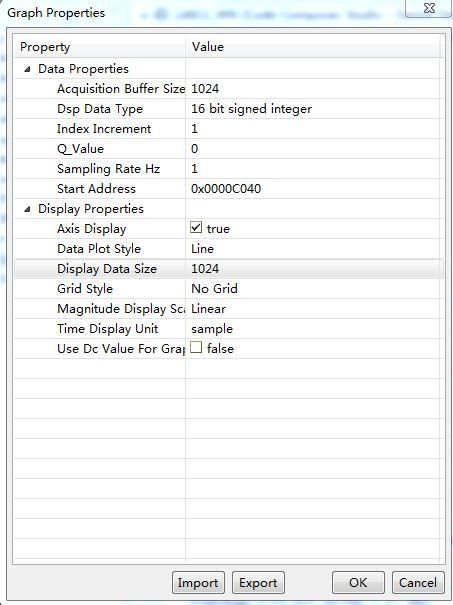 Graph Properties
Property Value
Data Properties
Acquisition Buffer Size 1024
Dsp Data Type 16 bit signed integer
Index Increment 1
Q_Value 0
Sampling Rate Hz 1
Start Address 0x0000C040
Display Properties
Axis Display true
Data Plot Style Line
Display Data Size 1024
Grid Style No Grid
Magnitude Display Sca Linear
Time Display Unit sample
Use Dc Value For Grap false
Import Export OK Cancel